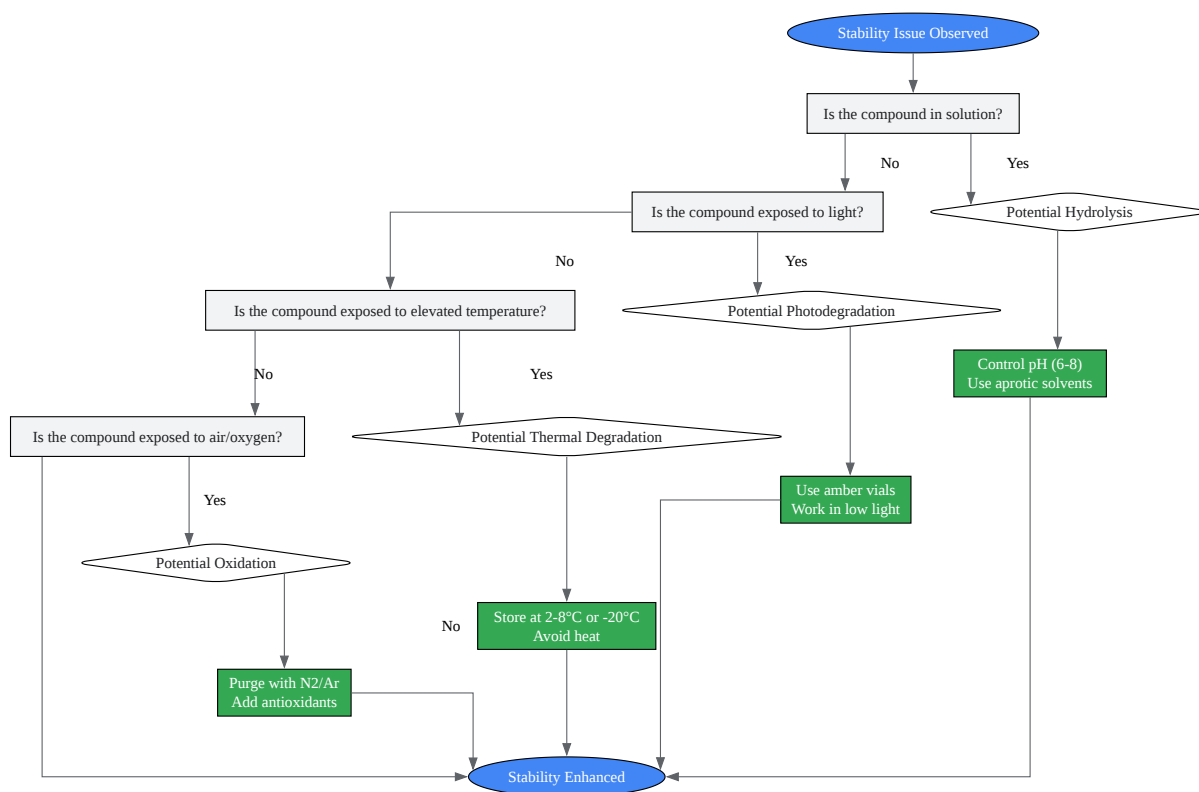 Stability Issue Observed
Is the compound in solution?
No
Yes
Is the compound exposed to light?
Potential Hydrolysis
No
Yes
Is the compound exposed to elevated temperature?
Potential Photodegradation
Control pH (6-8)
Use aprotic solvents
No
Yes
Is the compound exposed to air/oxygen?
Potential Thermal Degradation
Use amber vials
Work in low light
Yes
Potential Oxidation
Store at 2-8°C or -20°C
Avoid heat
No
Purge with N2/Ar
Add antioxidants
Stability Enhanced